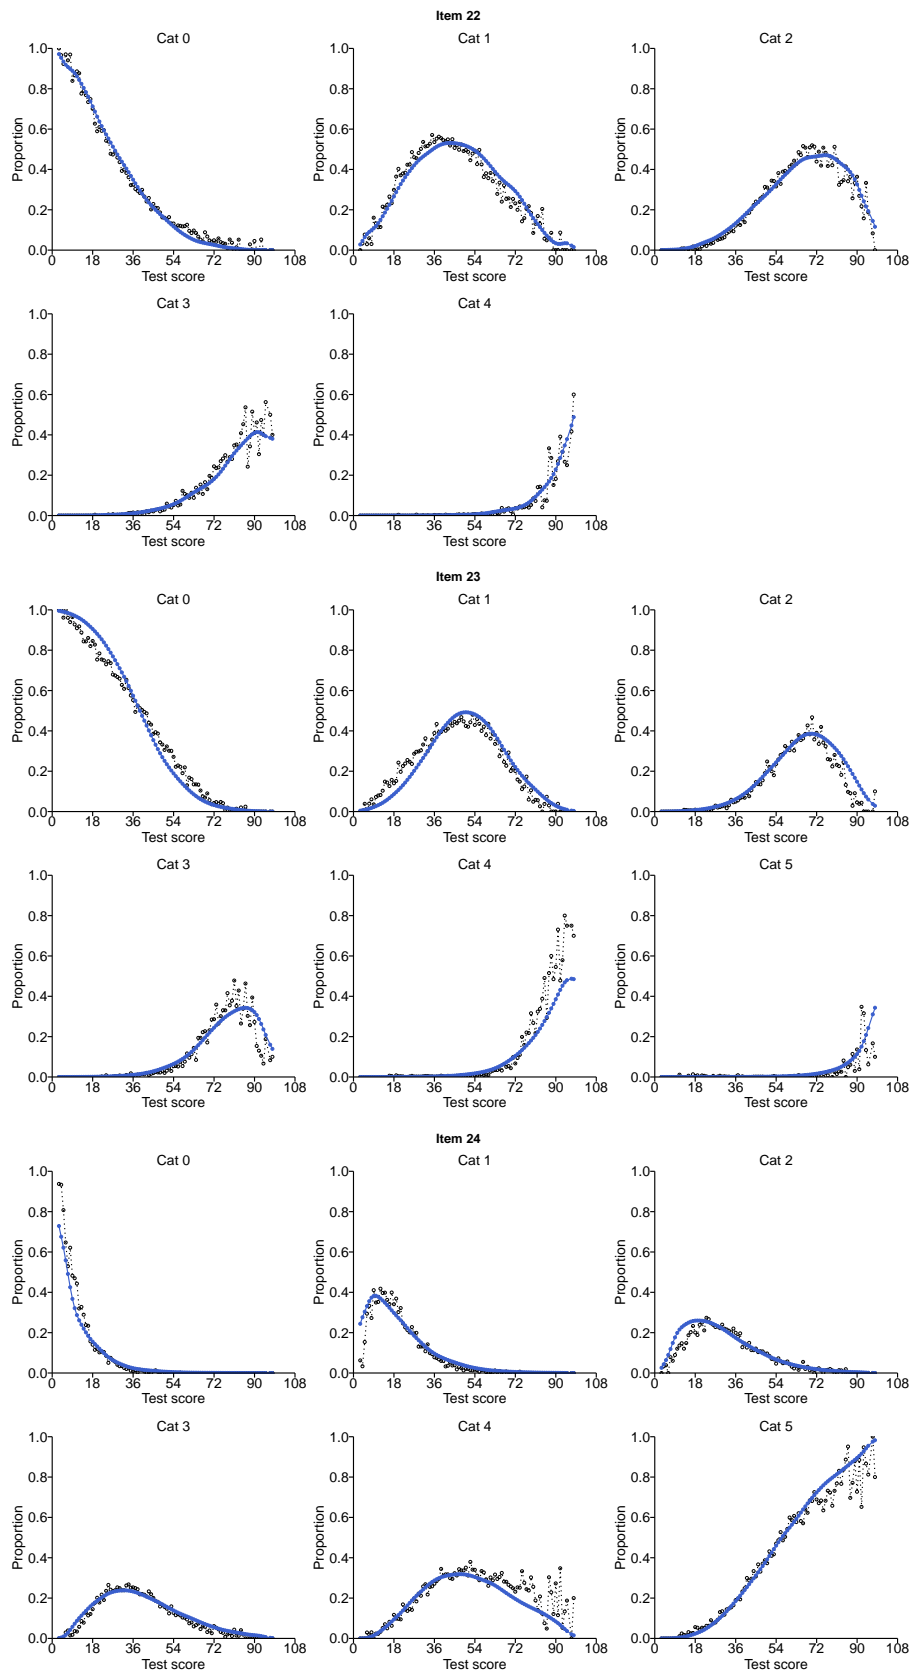 Item 22
Cat 0
Cat 1
Cat 2
1.0 1.0 1.0
0.8 0.8 0.8
0.6 0.6 0.6
0.4 0.4 0.4
0.2 0.2 0.2
0.0 0.0 0.0
Proportion Proportion Proportion
0 18 36 54 72 90 108 0 18 36 54 72 90 108 0 18 36 54 72 90 108
Test score Test score Test score
Cat 3
Cat 4
1.0 1.0
0.8 0.8
0.6 0.6
0.4 0.4
0.2 0.2
0.0 0.0
Proportion Proportion
0 18 36 54 72 90 108 0 18 36 54 72 90 108
Test score Test score
Item 23
Cat 0
Cat 1
Cat 2
1.0 1.0 1.0
0.8 0.8 0.8
0.6 0.6 0.6
0.4 0.4 0.4
0.2 0.2 0.2
0.0 0.0 0.0
Proportion Proportion Proportion
0 18 36 54 72 90 108 0 18 36 54 72 90 108 0 18 36 54 72 90 108
Test score Test score Test score
Cat 3
Cat 4
Cat 5
1.0 1.0 1.0
0.8 0.8 0.8
0.6 0.6 0.6
0.4 0.4 0.4
0.2 0.2 0.2
0.0 0.0 0.0
Proportion Proportion Proportion
0 18 36 54 72 90 108 0 18 36 54 72 90 108 0 18 36 54 72 90 108
Test score Test score Test score
Item 24
Cat 0
Cat 1
Cat 2
1.0 1.0 1.0
0.8 0.8 0.8
0.6 0.6 0.6
0.4 0.4 0.4
0.2 0.2 0.2
0.0 0.0 0.0
Proportion Proportion Proportion
0 18 36 54 72 90 108 0 18 36 54 72 90 108 0 18 36 54 72 90 108
Test score Test score Test score
Cat 3
Cat 4
Cat 5
1.0 1.0 1.0
0.8 0.8 0.8
0.6 0.6 0.6
0.4 0.4 0.4
0.2 0.2 0.2
0.0 0.0 0.0
Proportion Proportion Proportion
0 18 36 54 72 90 108 0 18 36 54 72 90 108 0 18 36 54 72 90 108
Test score Test score Test score